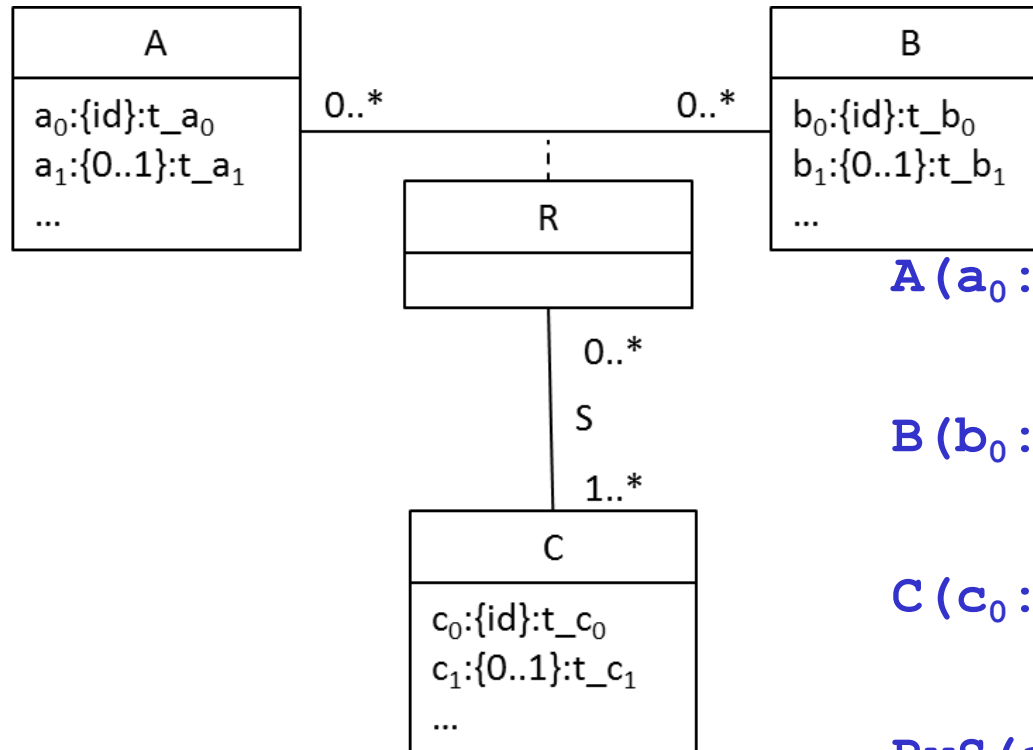 A
a₀:{id}:t_a₀
a₁:{0..1}:t_a₁
...
0..*
0..*
B
b₀:{id}:t_b₀
b₁:{0..1}:t_b₁
...
R
0..*
S
1..*
C
c₀:{id}:t_c₀
c₁:{0..1}:t_c₁
...
A(a₀:
B(b₀:
C(c₀: